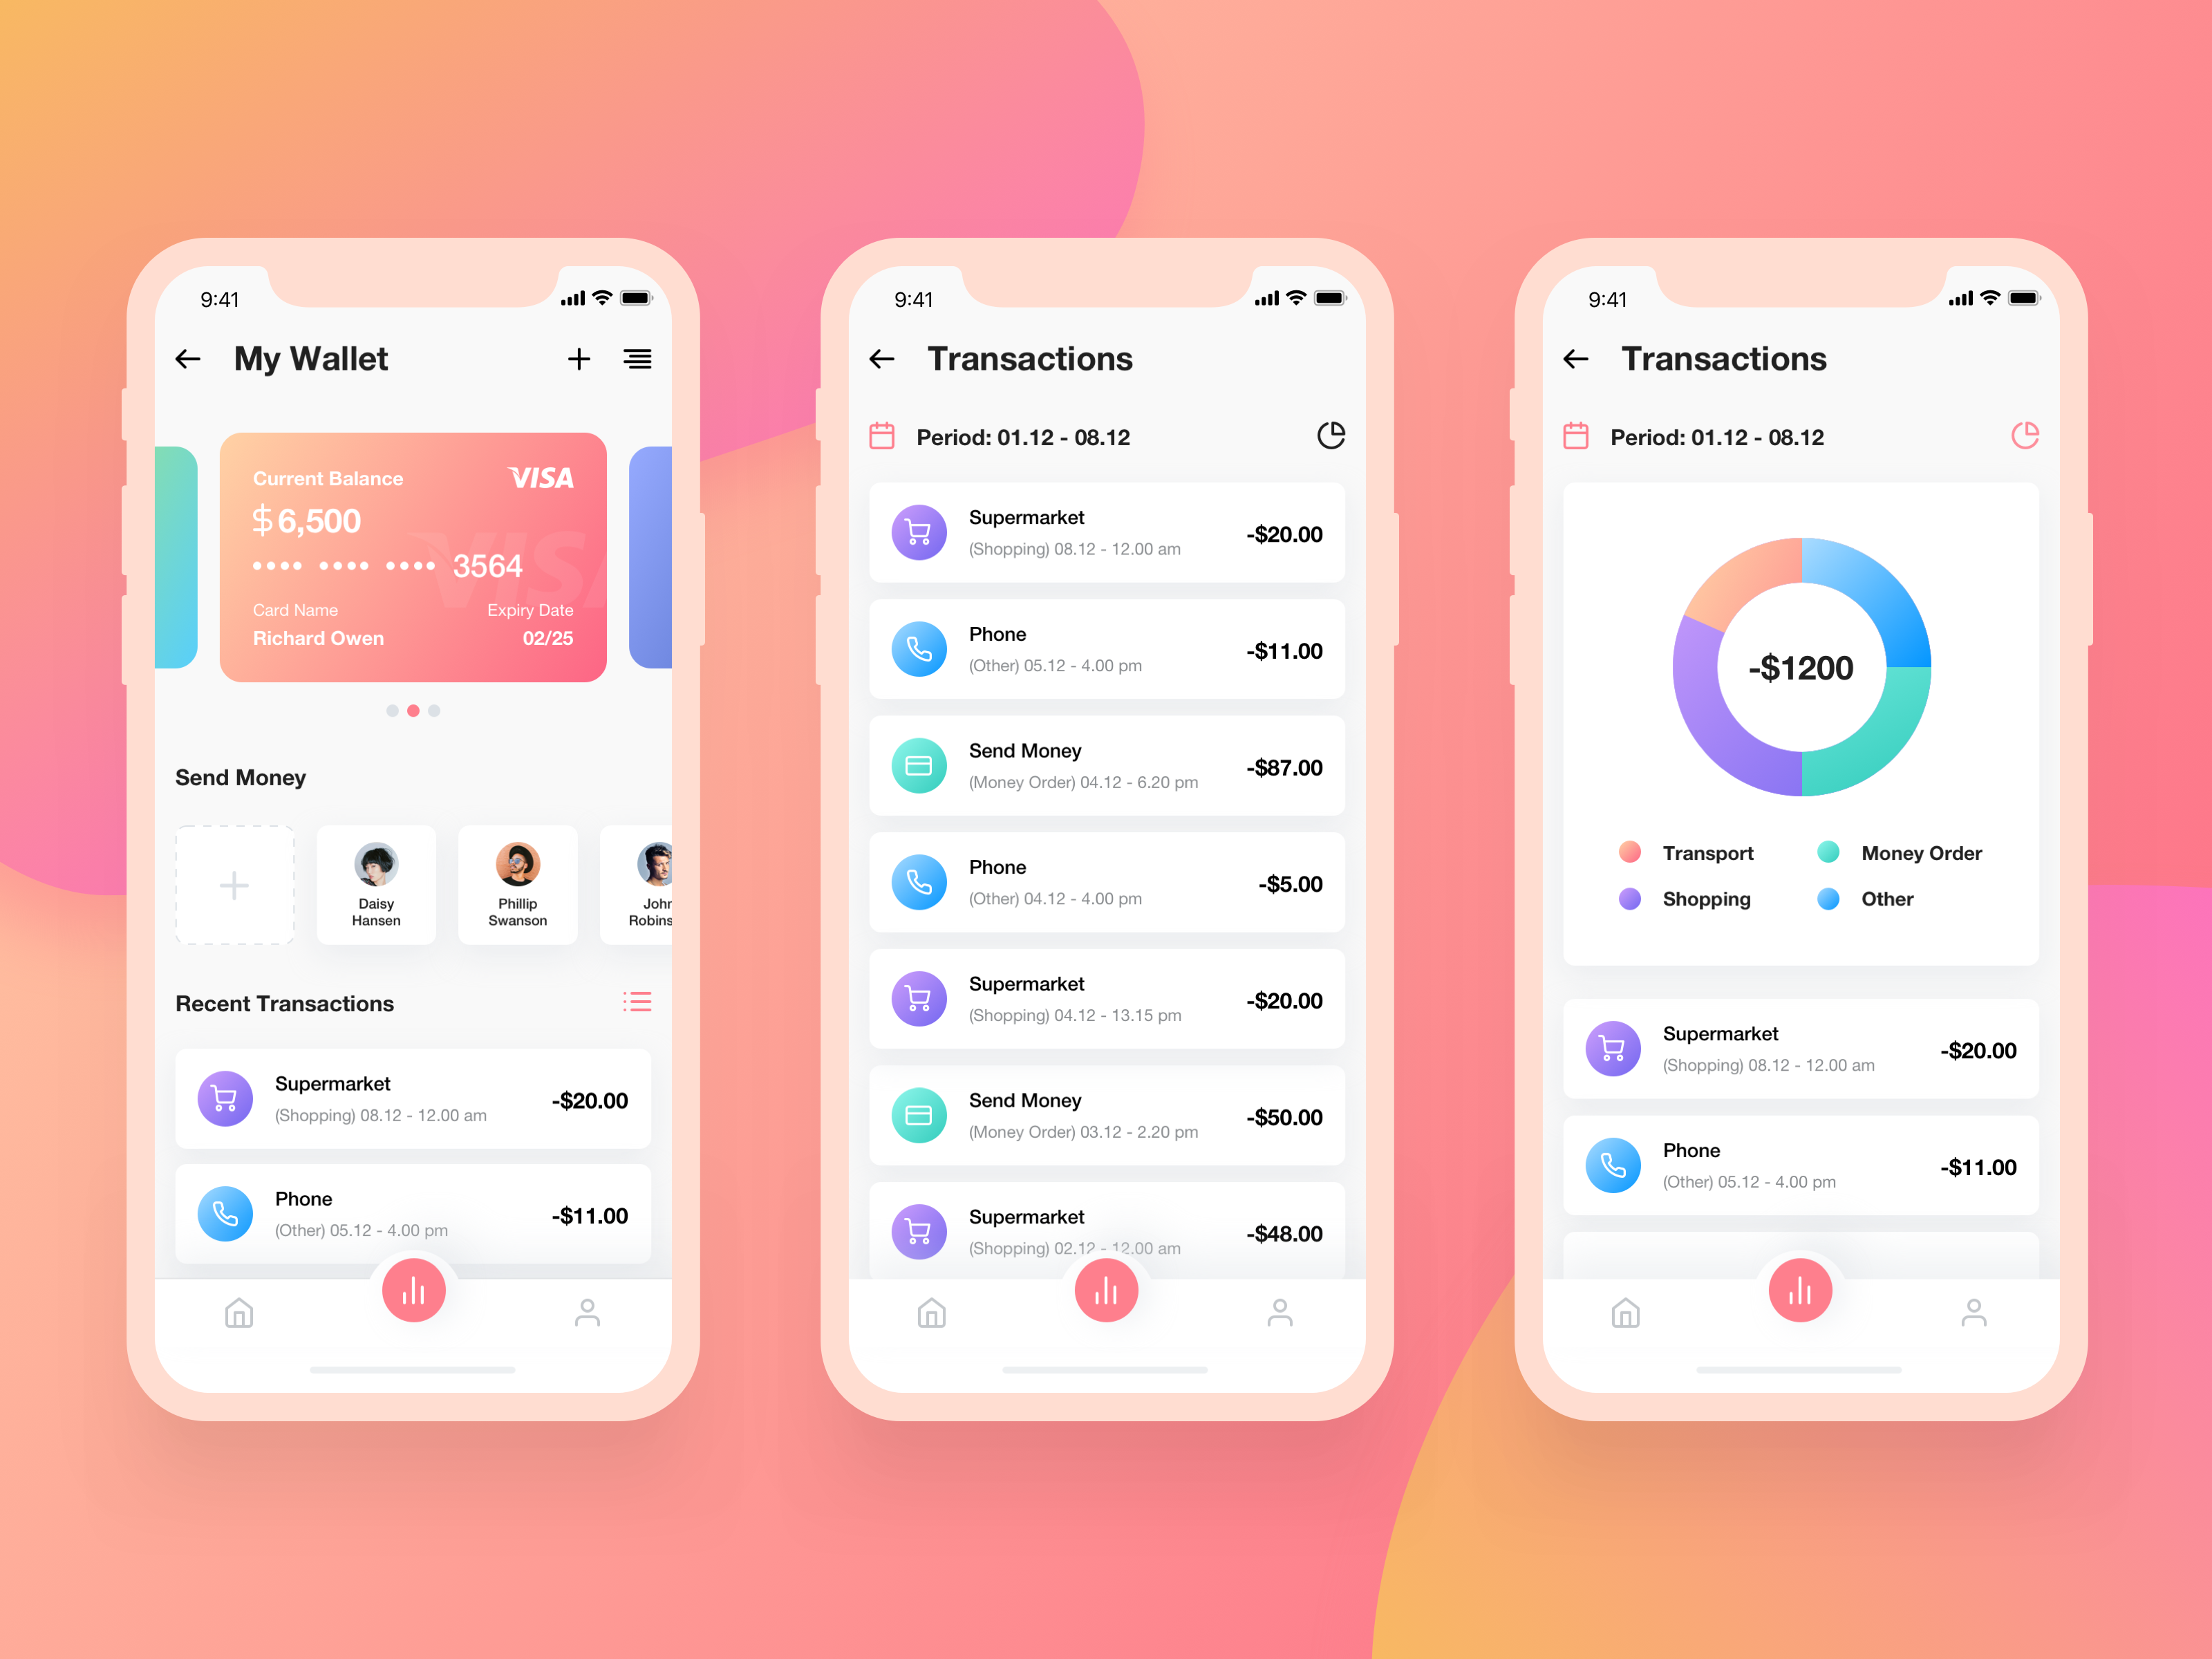 9:41
My Wallet
Current Balance
VISA
$6,500
•••• •••• •••• 3564
VISA
Card Name
Expiry Date
Richard Owen
02/25
Send Money
Daisy
Hansen
Phillip
Swanson
John
Robins
Recent Transactions
Supermarket
-$20.00
(Shopping) 08.12 - 12.00 am
Phone
-$11.00
(Other) 05.12 - 4.00 pm
9:41
Transactions
Period: 01.12 - 08.12
Supermarket
-$20.00
(Shopping) 08.12 - 12.00 am
Phone
-$11.00
(Other) 05.12 - 4.00 pm
Send Money
-$87.00
(Money Order) 04.12 - 6.20 pm
Phone
-$5.00
(Other) 04.12 - 4.00 pm
Supermarket
-$20.00
(Shopping) 04.12 - 13.15 pm
Send Money
-$50.00
(Money Order) 03.12 - 2.20 pm
Supermarket
-$48.00
(Shopping) 02.12 - 12.00 am
9:41
Transactions
Period: 01.12 - 08.12
-$1200
Transport
Money Order
Shopping
Other
Supermarket
-$20.00
(Shopping) 08.12 - 12.00 am
Phone
-$11.00
(Other) 05.12 - 4.00 pm